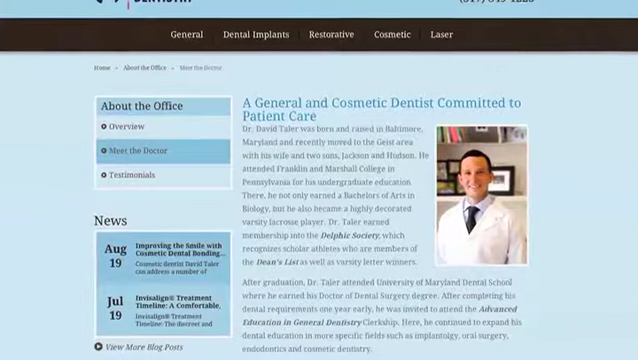 DENTISTRY
General
Dental Implants
Restorative
Cosmetic
Laser
Home
About the Office
Meet the Doctor
About the Office
Overview
Meet the Doctor
Testimonials
News
Aug
19
Improving the Smile with
Cosmetic Dental Bonding...
Cosmetic dentist David Taler
can address a number of
Jul
19
Invisalign® Treatment
Timeline: A Comfortable,
Invisalign® Treatment
Timeline: The discreet and
View More Blog Posts
A General and Cosmetic Dentist Committed to
Patient Care
Dr. David Taler was born and raised in Baltimore,
Maryland and recently moved to the Geist area
with his wife and two sons, Jackson and Hudson. He
attended Franklin and Marshall College in
Pennsylvania for his undergraduate education.
There, he not only earned a Bachelors of Arts in
Biology, but he also became a highly decorated
varsity lacrosse player. Dr. Taler earned
membership into the Delphic Society, which
recognizes scholar athletes who are members of
the Dean's List as well as varsity letter winners.
After graduation, Dr. Taler attended University of Maryland Dental School
where he earned his Doctor of Dental Surgery degree. After completing his
dental requirements one year early, he was invited to attend the Advanced
Education in General Dentistry Clerkship. Here, he continued to expand his
dental education in more specific fields such as implantolgy, oral surgery,
endodontics and cosmetic dentistry.